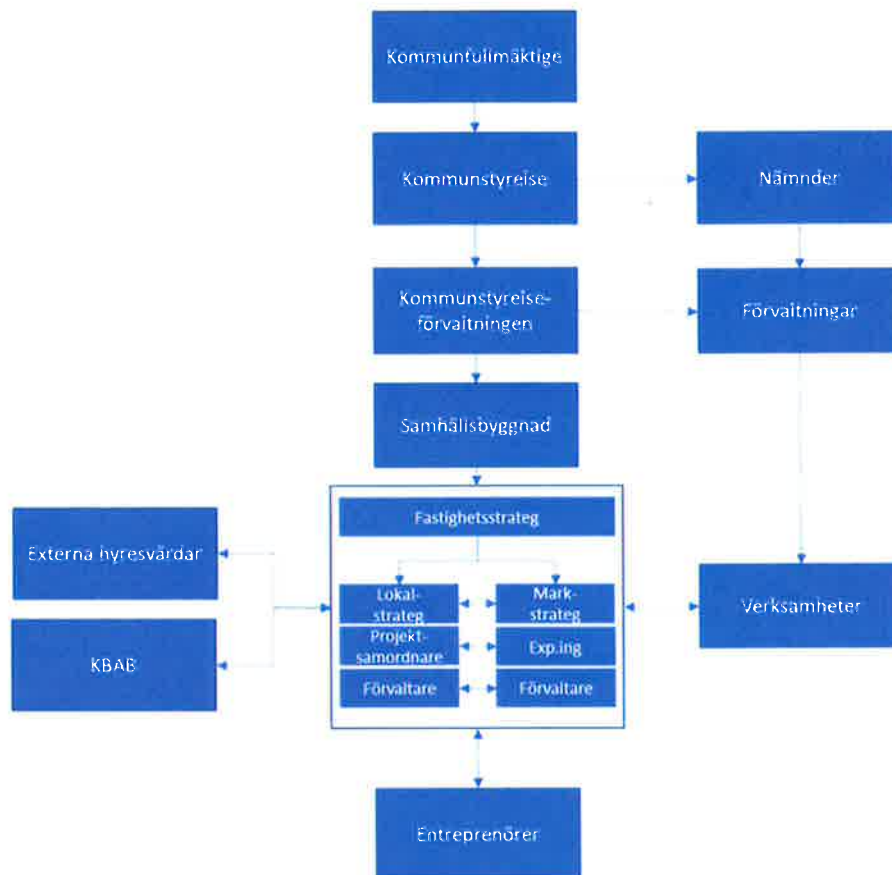 Kommunfullmäktige
Kommunstyrelse
Nämnder
Kommunstyrelse-
förvaltningen
Förvaltningar
Samhällsbyggnad
Fastighetsstrateg
Externa hyresvärdar
Lokal-
strateg
Mark-
strateg
Verksamheter
KBAB
Projekt-
samordnare
Exp.ing
Förvaltare
Förvaltare
Entreprenörer